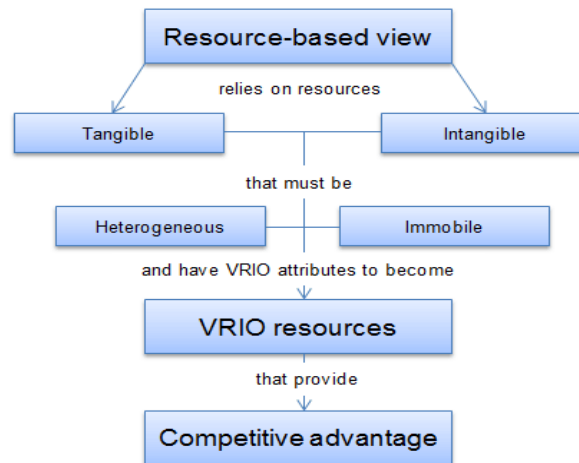 Resource-based view
relies on resources
Tangible
Intangible
that must be
Heterogeneous
Immobile
and have VRIO attributes to become
VRIO resources
that provide
Competitive advantage